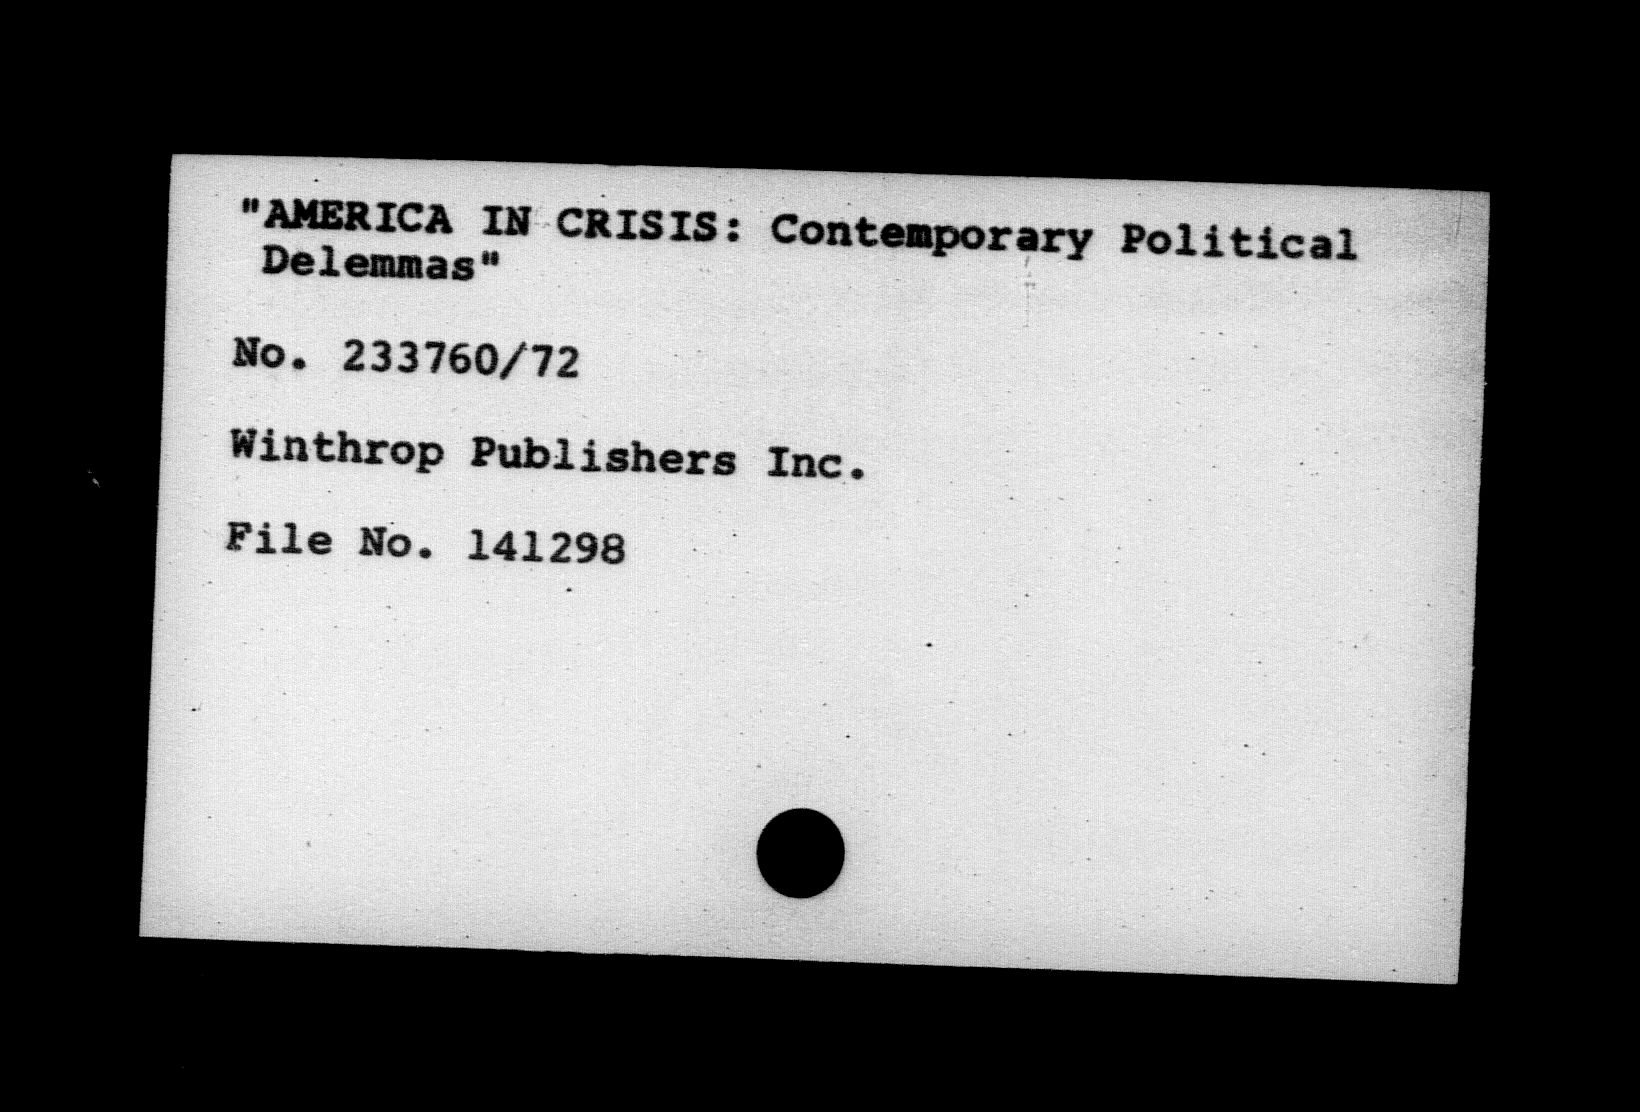 "AMERICA IN CRISIS: Contemporary Political
Delemmas"
No. 233760/72
Winthrop Publishers Inc.
File No. 141298